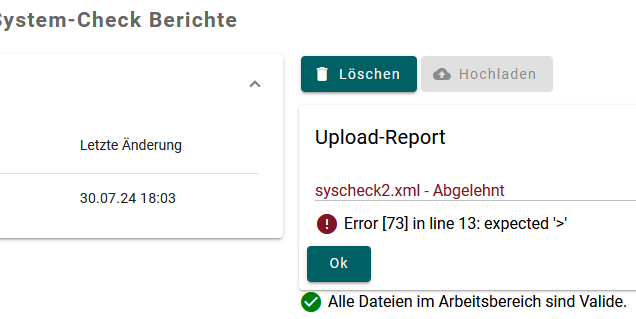 System-Check Berichte
Löschen
Hochladen
Letzte Änderung
30.07.24 18:03
Upload-Report
syscheck2.xml - Abgelehnt
Error [73] in line 13: expected '>'
Ok
Alle Dateien im Arbeitsbereich sind Valide.